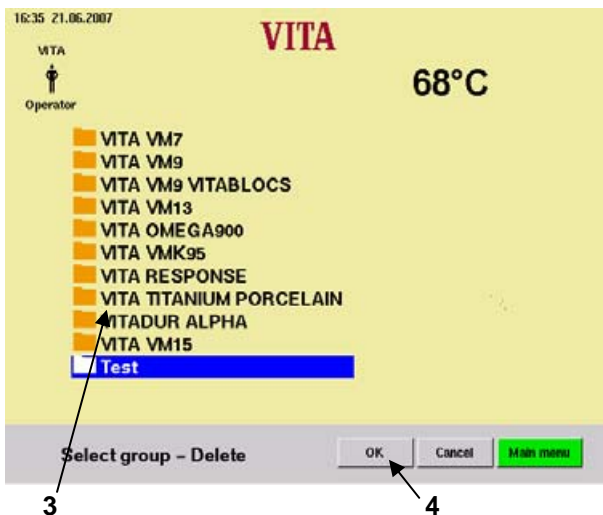 16:35 21.06.2007
VITA
VITA
68°C
Operator
VITA VM7
VITA VM9
VITA VM9 VITABLOCS
VITA VM13
VITA OMEGA900
VITA VMK95
VITA RESPONSE
VITA TITANIUM PORCELAIN
VITADUR ALPHA
VITA VM15
Test
Select group – Delete
OK
Cancel
Main menu
3
4